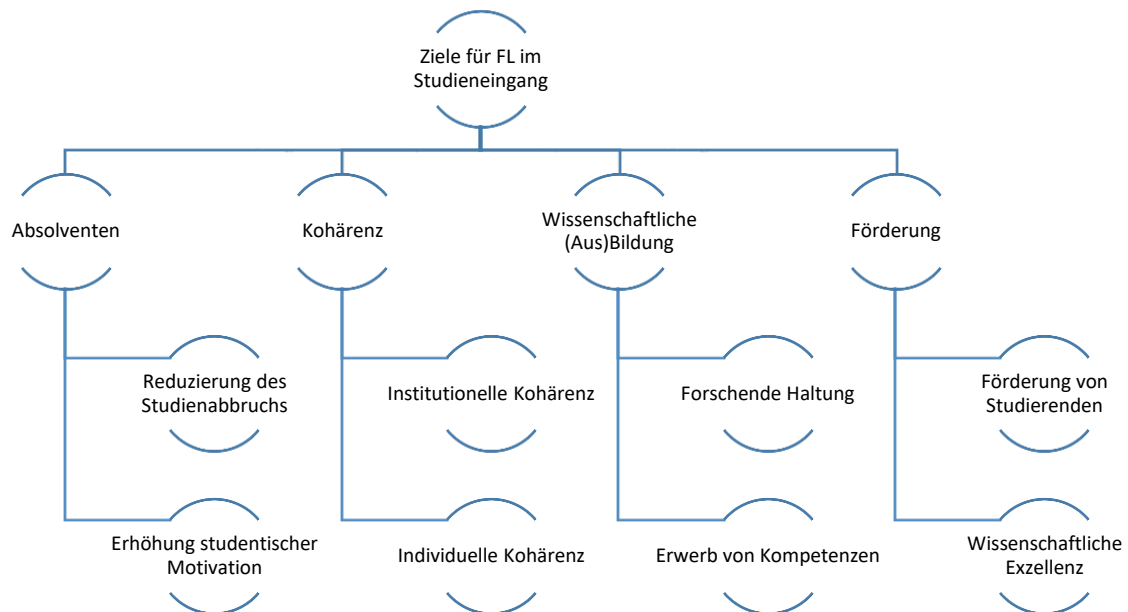 Ziele für FL im
Studieneingang
Absolventen
Kohärenz
Wissenschaftliche
(Aus)Bildung
Förderung
Reduzierung des
Studienabbruchs
Institutionelle Kohärenz
Forschende Haltung
Förderung von
Studierenden
Erhöhung studentischer
Motivation
Individuelle Kohärenz
Erwerb von Kompetenzen
Wissenschaftliche
Exzellenz